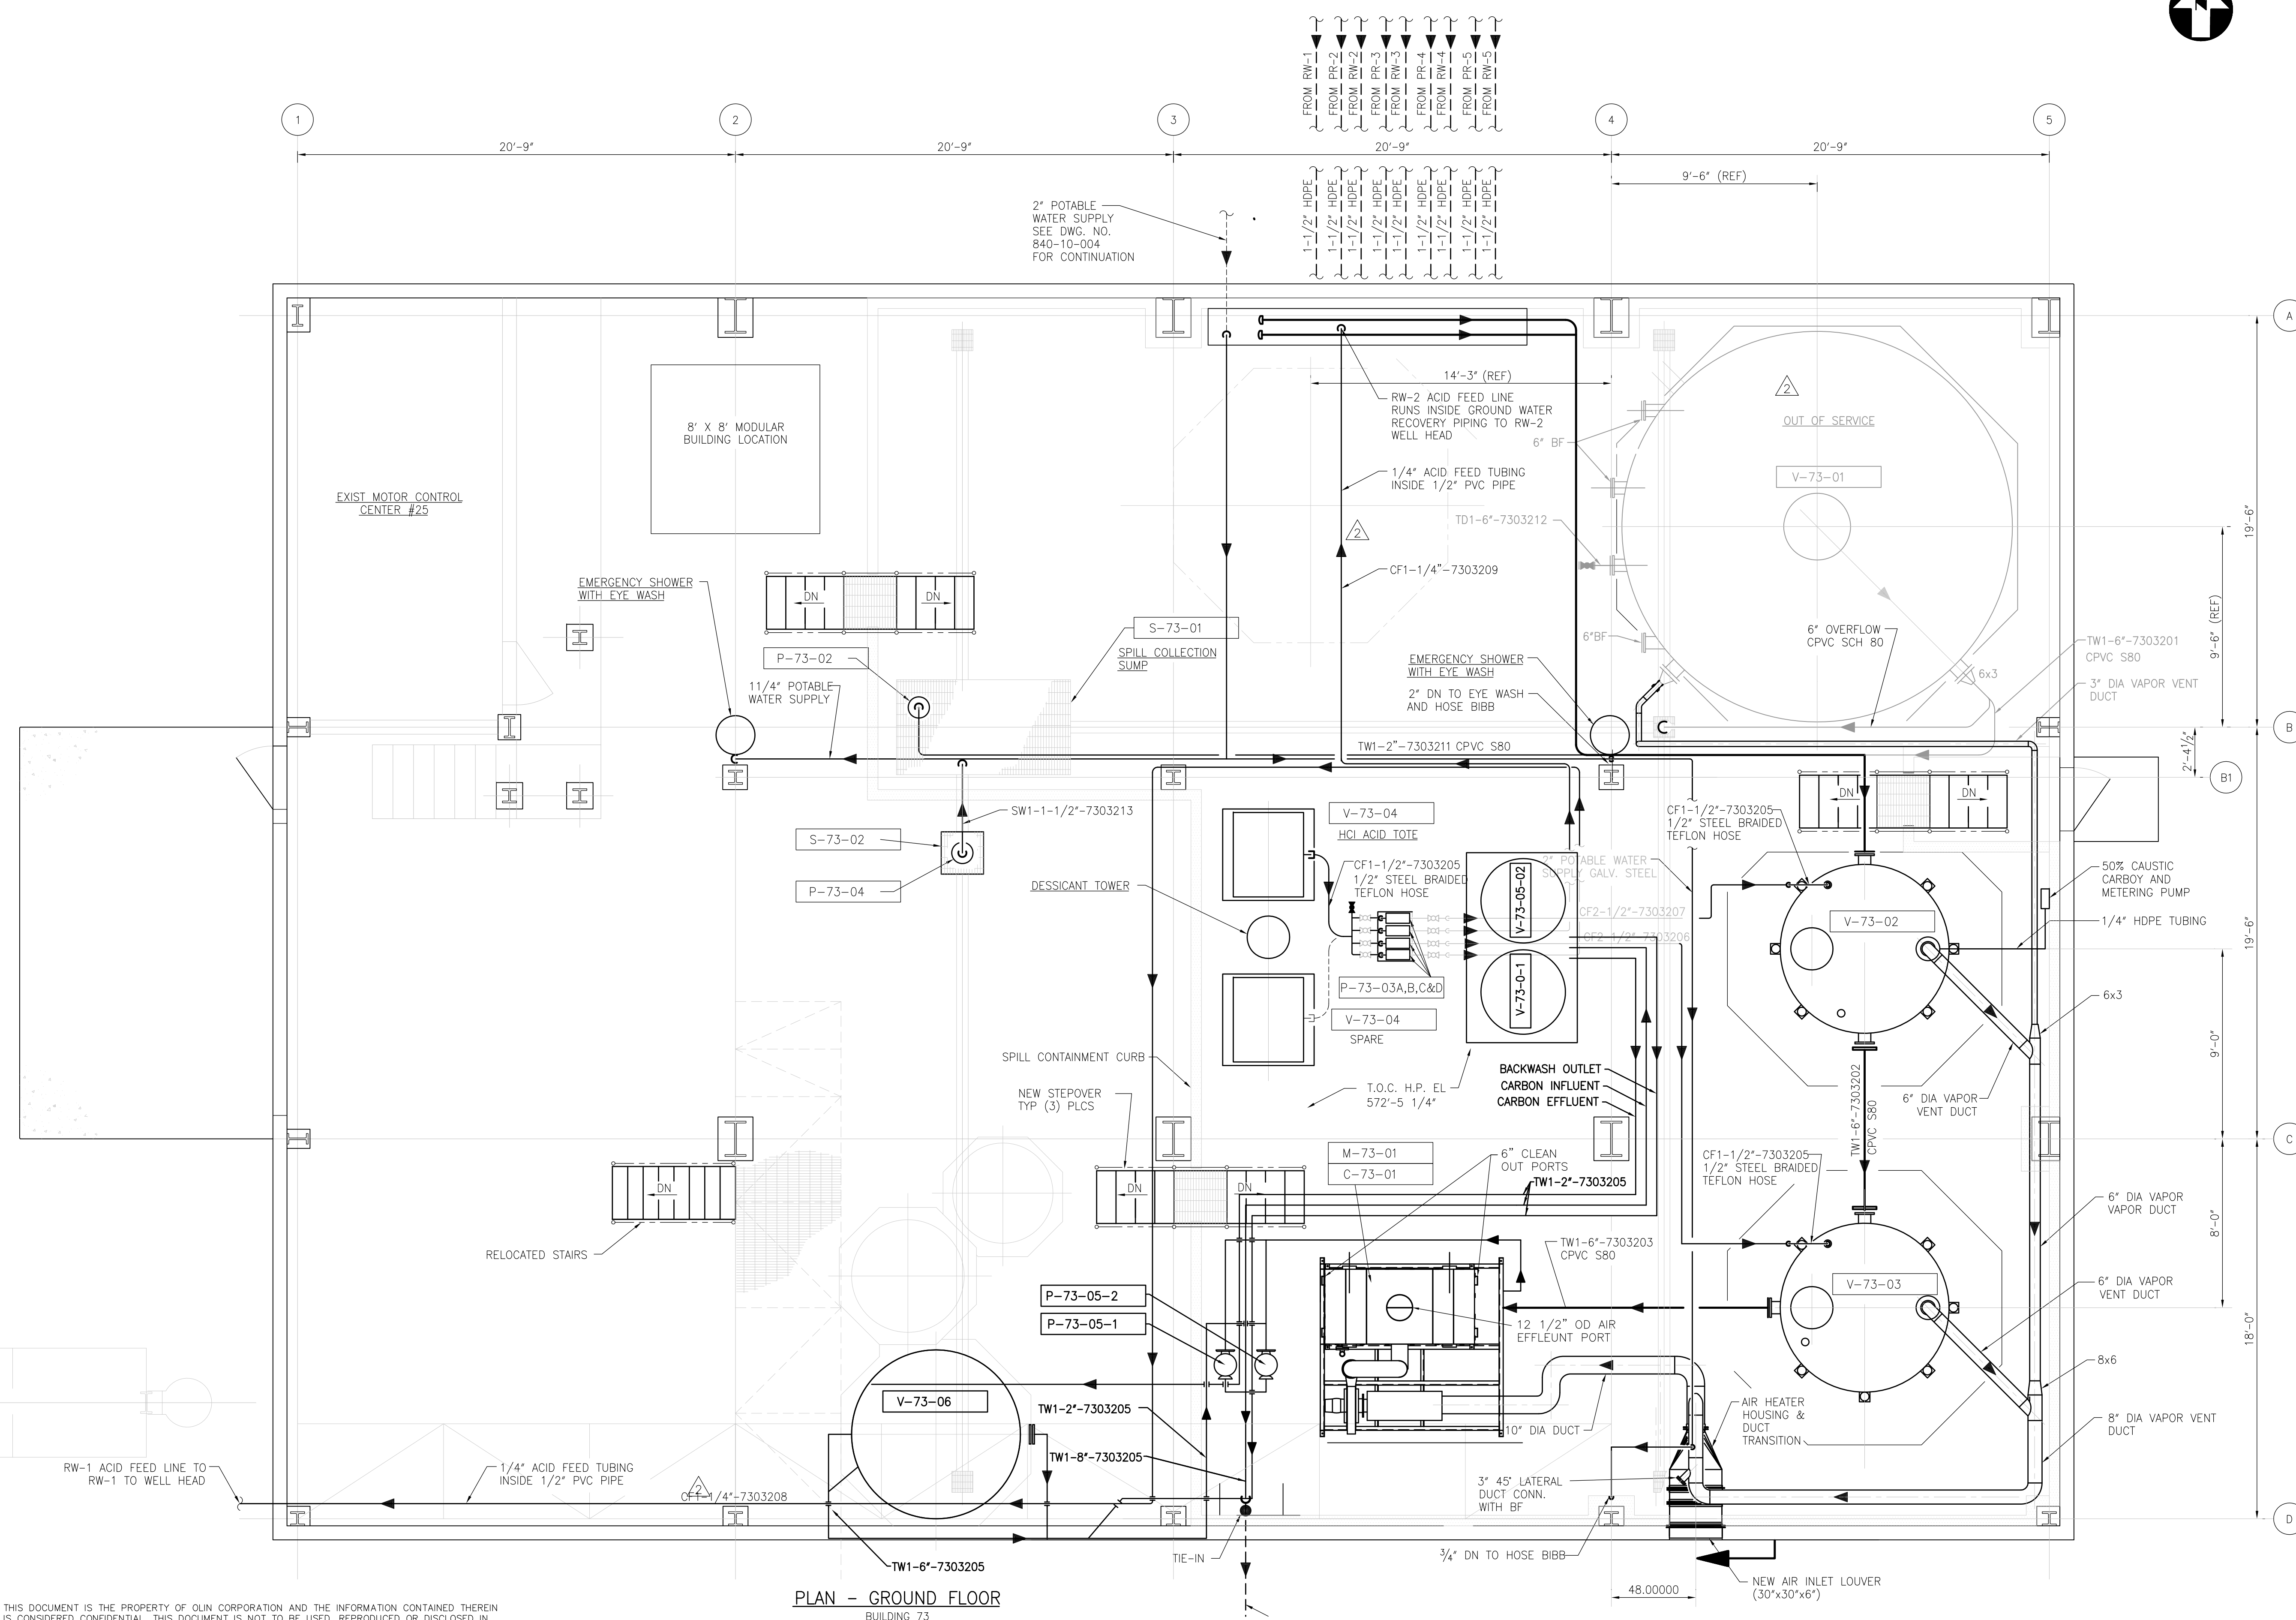 N
FROM RW-1
FROM PR-2
FROM RW-2
FROM PR-3
FROM RW-3
FROM PR-4
FROM RW-4
FROM PR-5
FROM RW-5
1
2
3
4
5
20'-9"
20'-9"
20'-9"
20'-9"
9'-6" (REF)
1-1/2" HDPE
1-1/2" HDPE
1-1/2" HDPE
1-1/2" HDPE
1-1/2" HDPE
1-1/2" HDPE
1-1/2" HDPE
1-1/2" HDPE
1-1/2" HDPE
2" POTABLE
WATER SUPPLY
SEE DWG. NO.
840-10-004
FOR CONTINUATION
A
14'-3" (REF)
RW-2 ACID FEED LINE
RUNS INSIDE GROUND WATER
RECOVERY PIPING TO RW-2
WELL HEAD
2
OUT OF SERVICE
8' X 8' MODULAR
BUILDING LOCATION
6" BF
1/4" ACID FEED TUBING
INSIDE 1/2" PVC PIPE
V-73-01
EXIST MOTOR CONTROL
CENTER #25
TD1-6"-7303212
2
19'-6"
CF1-1/4"-7303209
EMERGENCY SHOWER
WITH EYE WASH
DN
DN
S-73-01
SPILL COLLECTION
SUMP
P-73-02
11/4" POTABLE
WATER SUPPLY
6"BF
EMERGENCY SHOWER
WITH EYE WASH
2" DN TO EYE WASH
AND HOSE BIBB
6" OVERFLOW
CPVC SCH 80
6x3
TW1-6"-7303201
CPVC S80
3" DIA VAPOR VENT
DUCT
9'-6" (REF)
B
TW1-2"-7303211 CPVC S80
2'-4 1/2"
B1
SW1-1-1/2"-7303213
V-73-04
HCl ACID TOTE
CF1-1/2"-7303205
1/2" STEEL BRAIDED
TEFLON HOSE
DN
DN
S-73-02
P-73-04
CF1-1/2"-7303205
1/2" STEEL BRAIDED
TEFLON HOSE
2" POTABLE WATER
SUPPLY GALV. STEEL
DESSICANT TOWER
V-73-05-02
V-73-0-1
CF2-1/2"-7303207
CF2-1/2"-7303206
V-73-02
50% CAUSTIC
CARBOY AND
METERING PUMP
1/4" HDPE TUBING
19'-6"
P-73-03A,B,C&D
V-73-04
SPARE
6x3
SPILL CONTAINMENT CURB
T.O.C. H.P. EL
572'-5 1/4"
BACKWASH OUTLET
CARBON INFLUENT
CARBON EFFLUENT
NEW STEPOVER
TYP (3) PLCS
TW1-6"-7303202
CPVC S80
6" DIA VAPOR
VENT DUCT
9'-0"
C
M-73-01
C-73-01
6" CLEAN
OUT PORTS
TW1-2"-7303205
CF1-1/2"-7303205
1/2" STEEL BRAIDED
TEFLON HOSE
DN
DN
DN
6" DIA VAPOR
VAPOR DUCT
8'-0"
RELOCATED STAIRS
TW1-6"-7303203
CPVC S80
V-73-03
6" DIA VAPOR
VENT DUCT
P-73-05-2
P-73-05-1
12 1/2" OD AIR
EFFLEUNT PORT
18'-0"
8x6
V-73-06
TW1-2"-7303205
10" DIA DUCT
AIR HEATER
HOUSING &
DUCT
TRANSITION
8" DIA VAPOR VENT
DUCT
TW1-8"-7303205
RW-1 ACID FEED LINE TO
RW-1 TO WELL HEAD
1/4" ACID FEED TUBING
INSIDE 1/2" PVC PIPE
2
CF1-1/4"-7303208
3" 45° LATERAL
DUCT CONN.
WITH BF
D
TIE-IN
3/4" DN TO HOSE BIBB
TW1-6"-7303205
48.00000
NEW AIR INLET LOUVER
(30"x30"x6")
PLAN - GROUND FLOOR
BUILDING 73
THIS DOCUMENT IS THE PROPERTY OF OLIN CORPORATION AND THE INFORMATION CONTAINED THEREIN
IS CONSIDERED CONFIDENTIAL. THIS DOCUMENT IS NOT TO BE USED, REPRODUCED OR DISCLOSED IN